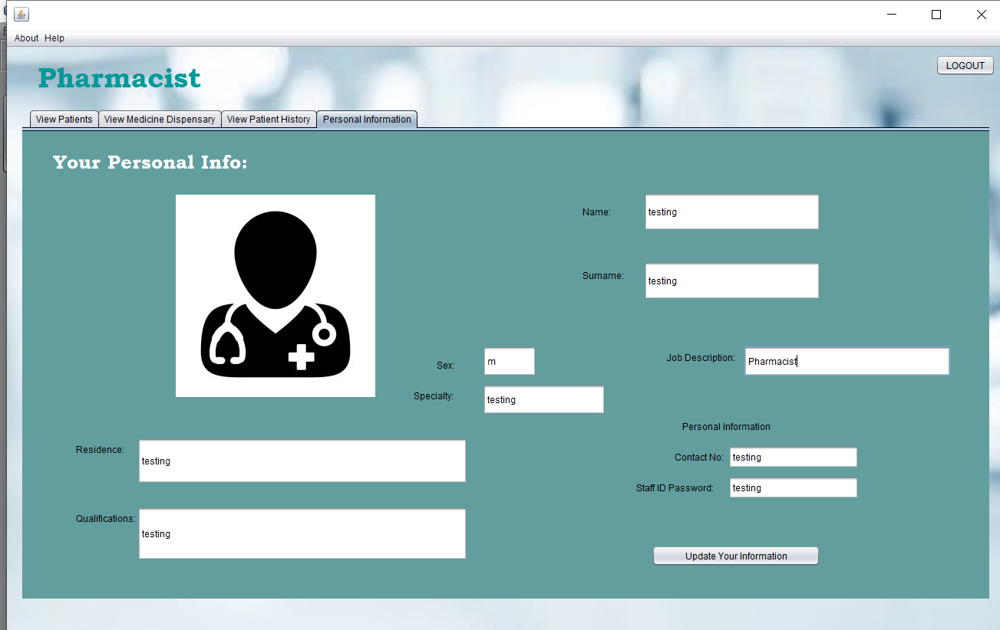 About Help
Pharmacist
LOGOUT
View Patients View Medicine Dispensary View Patient History Personal Information
Your Personal Info:
Name: testing
Surname: testing
Sex: m
Job Description: Pharmacist
Specialty: testing
Personal Information
Residence: testing
Contact No: testing
Staff ID Password: testing
Qualifications: testing
Update Your Information